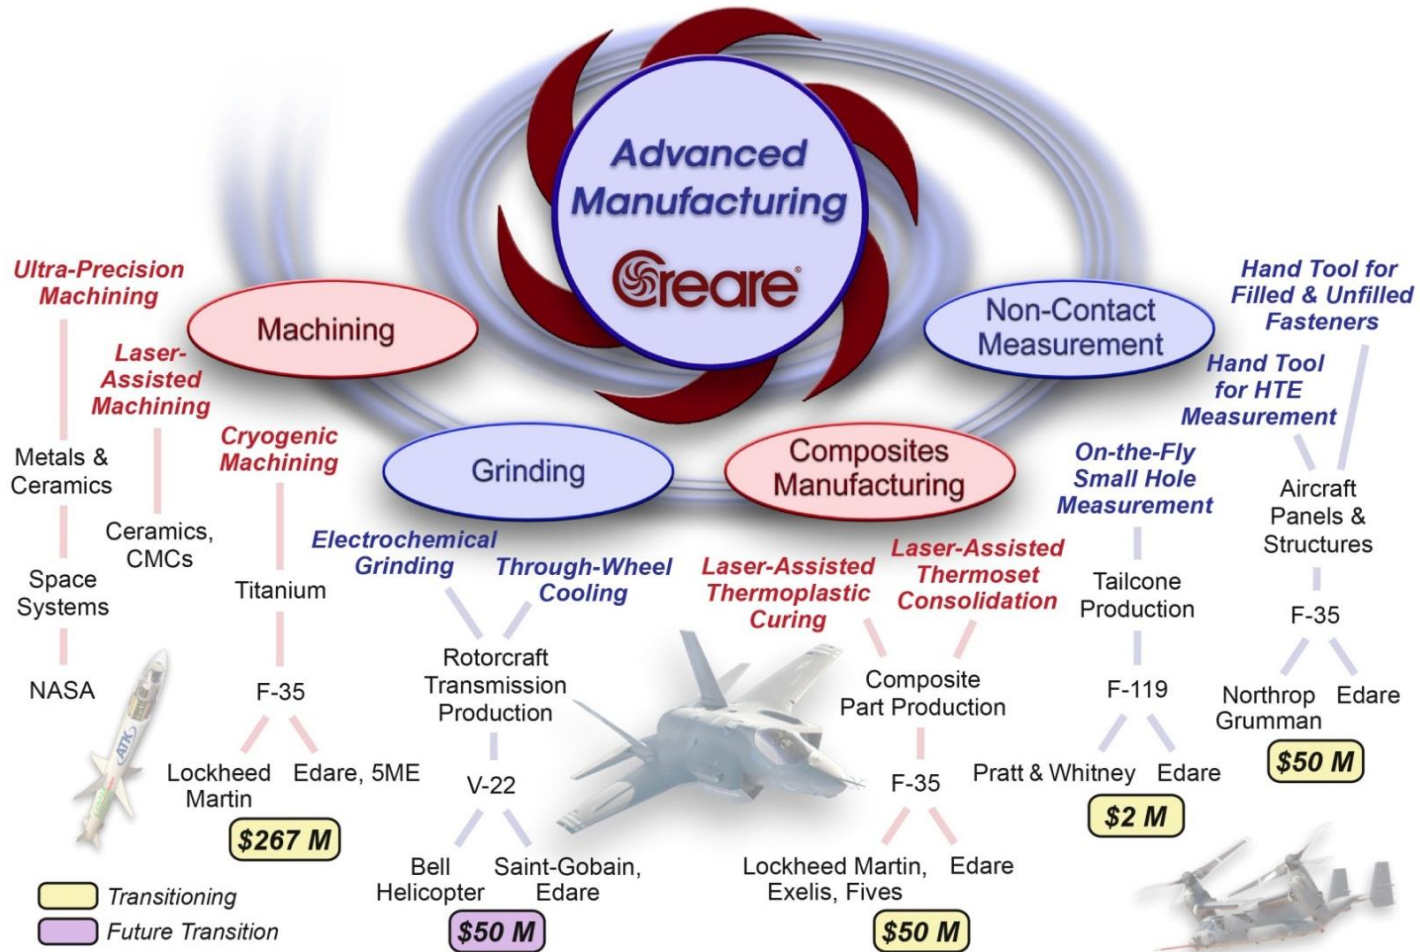 Advanced
Manufacturing
Creare®
Machining
Grinding
Composites
Manufacturing
Non-Contact
Measurement
Ultra-Precision
Machining
Metals &
Ceramics
Space
Systems
NASA
Laser-
Assisted
Machining
Ceramics,
CMCs
Cryogenic
Machining
Titanium
F-35
Lockheed
Martin
Edare, 5ME
$267 M
Electrochemical
Grinding
Through-Wheel
Cooling
Rotorcraft
Transmission
Production
V-22
Bell
Helicopter
Saint-Gobain,
Edare
$50 M
Laser-Assisted
Thermoplastic
Curing
Laser-Assisted
Thermoset
Consolidation
Composite
Part Production
F-35
Lockheed Martin,
Exelis, Fives
Edare
$50 M
On-the-Fly
Small Hole
Measurement
Tailcone
Production
F-119
Pratt & Whitney
Edare
$2 M
Hand Tool
for HTE
Measurement
Hand Tool for
Filled & Unfilled
Fasteners
Aircraft
Panels &
Structures
F-35
Northrop
Grumman
Edare
$50 M
ATK
Transitioning
Future Transition